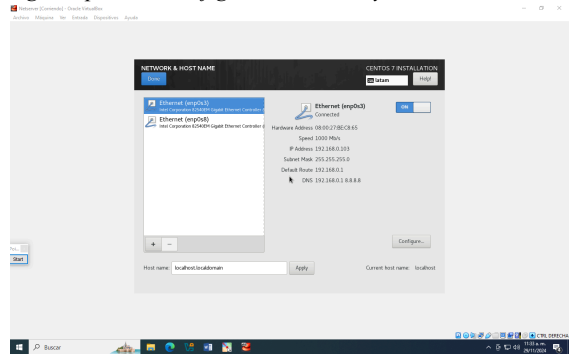 Netserver [Corriendo] - Oracle VirtualBox
Archivo Máquina Ver Entrada Dispositivos Ayuda
NETWORK & HOST NAME
CENTOS 7 INSTALLATION
Done
latam
Help!
Ethernet (enp0s3)
Intel Corporation 82540EM Gigabit Ethernet Controller (
Ethernet (enp0s8)
Intel Corporation 82540EM Gigabit Ethernet Controller (
Ethernet (enp0s3)
Connected
ON
Hardware Address 08:00:27:BE:C8:65
Speed 1000 Mb/s
IP Address 192.168.0.103
Subnet Mask 255.255.255.0
Default Route 192.168.0.1
DNS 192.168.0.1 8.8.8.8
+ −
Configure...
Host name: localhost.localdomain
Apply
Current host name: localhost
Start
CTRL DERECHA
Buscar
11:33 a. m.
29/11/2024